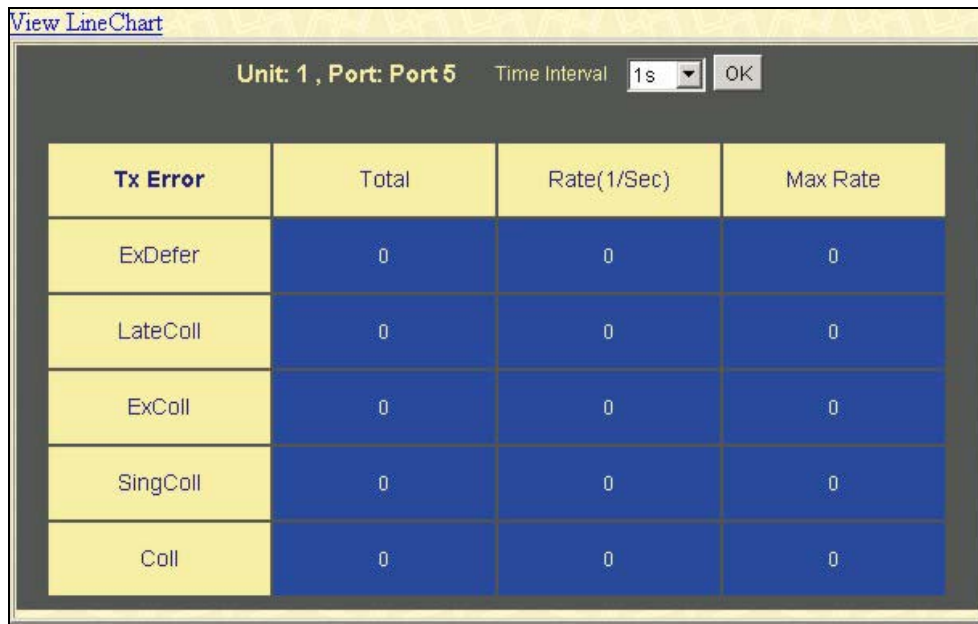 View LineChart
Unit: 1 , Port: Port 5 Time Interval 1s OK
Tx Error Total Rate(1/Sec) Max Rate
ExDefer 0 0 0
LateColl 0 0 0
ExColl 0 0 0
SingColl 0 0 0
Coll 0 0 0